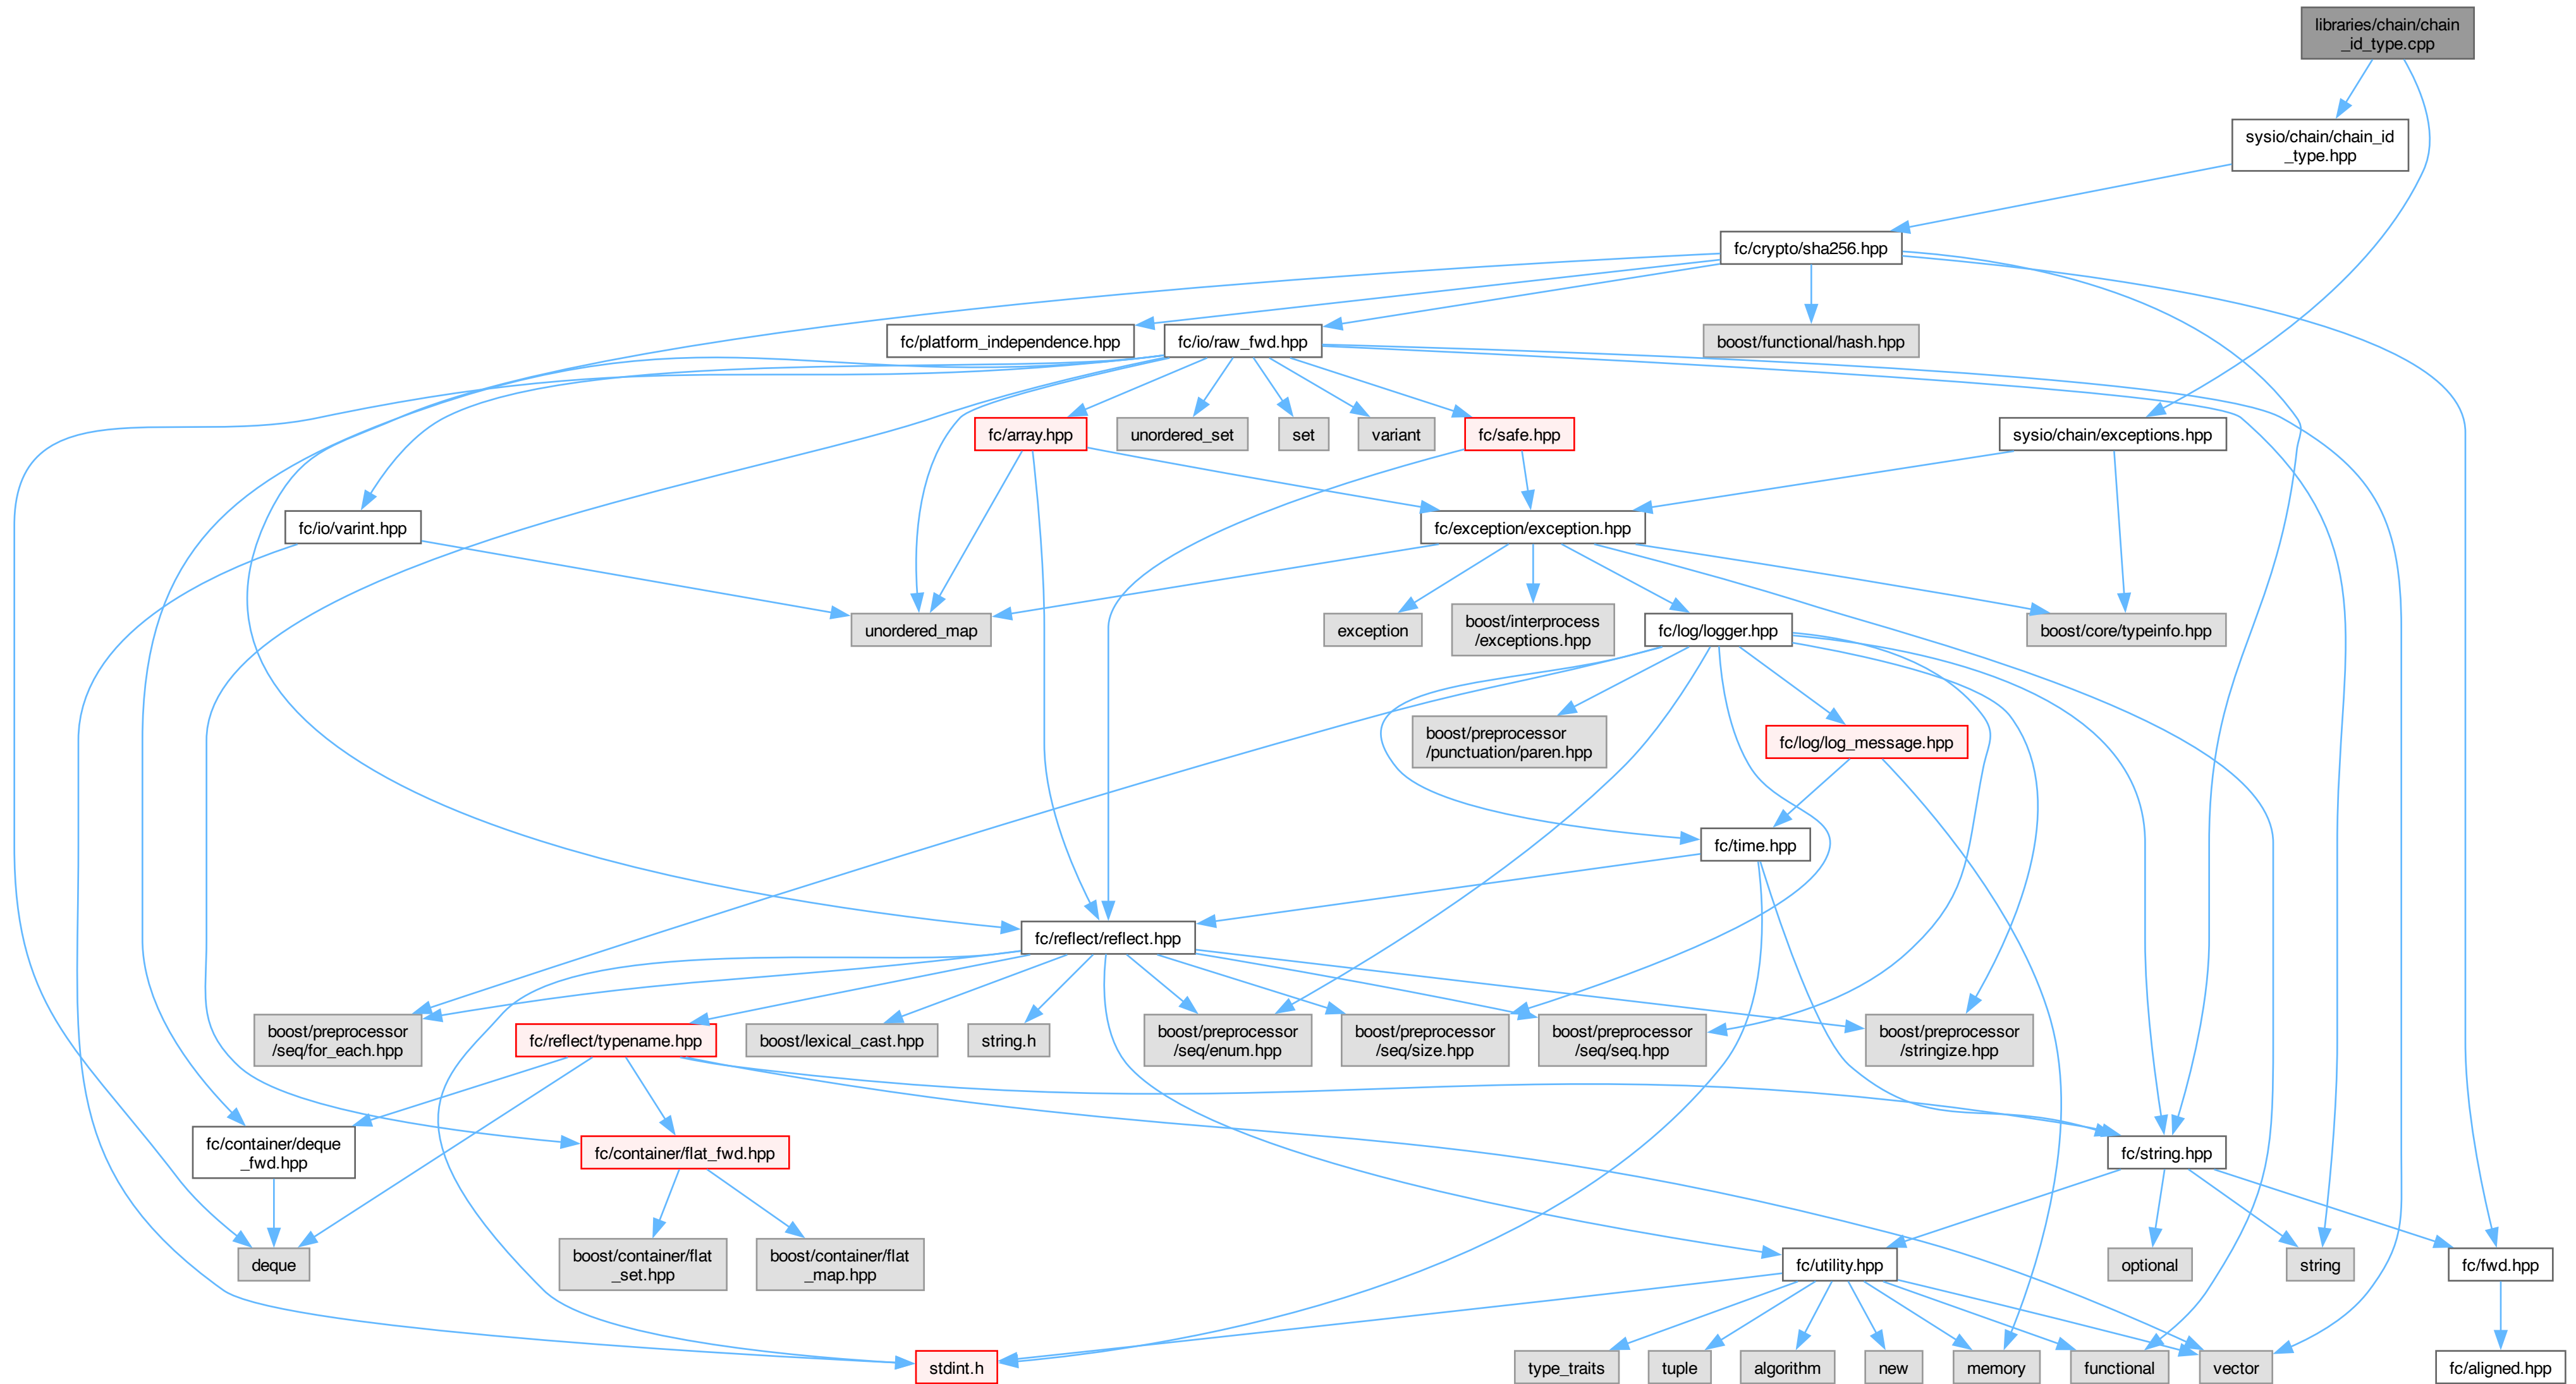 libraries/chain/chain
_id_type.cpp
sysio/chain/chain_id
_type.hpp
fc/crypto/sha256.hpp
fc/platform_independence.hpp
fc/io/raw_fwd.hpp
boost/functional/hash.hpp
fc/array.hpp
unordered_set
set
variant
fc/safe.hpp
sysio/chain/exceptions.hpp
fc/io/varint.hpp
fc/exception/exception.hpp
unordered_map
exception
boost/interprocess
/exceptions.hpp
fc/log/logger.hpp
boost/core/typeinfo.hpp
boost/preprocessor
/punctuation/paren.hpp
fc/log/log_message.hpp
fc/time.hpp
fc/reflect/reflect.hpp
boost/preprocessor
/seq/for_each.hpp
fc/reflect/typename.hpp
boost/lexical_cast.hpp
string.h
boost/preprocessor
/seq/enum.hpp
boost/preprocessor
/seq/size.hpp
boost/preprocessor
/seq/seq.hpp
boost/preprocessor
/stringize.hpp
fc/container/deque
_fwd.hpp
fc/container/flat_fwd.hpp
fc/string.hpp
deque
boost/container/flat
_set.hpp
boost/container/flat
_map.hpp
fc/utility.hpp
optional
string
fc/fwd.hpp
stdint.h
type_traits
tuple
algorithm
new
memory
functional
vector
fc/aligned.hpp